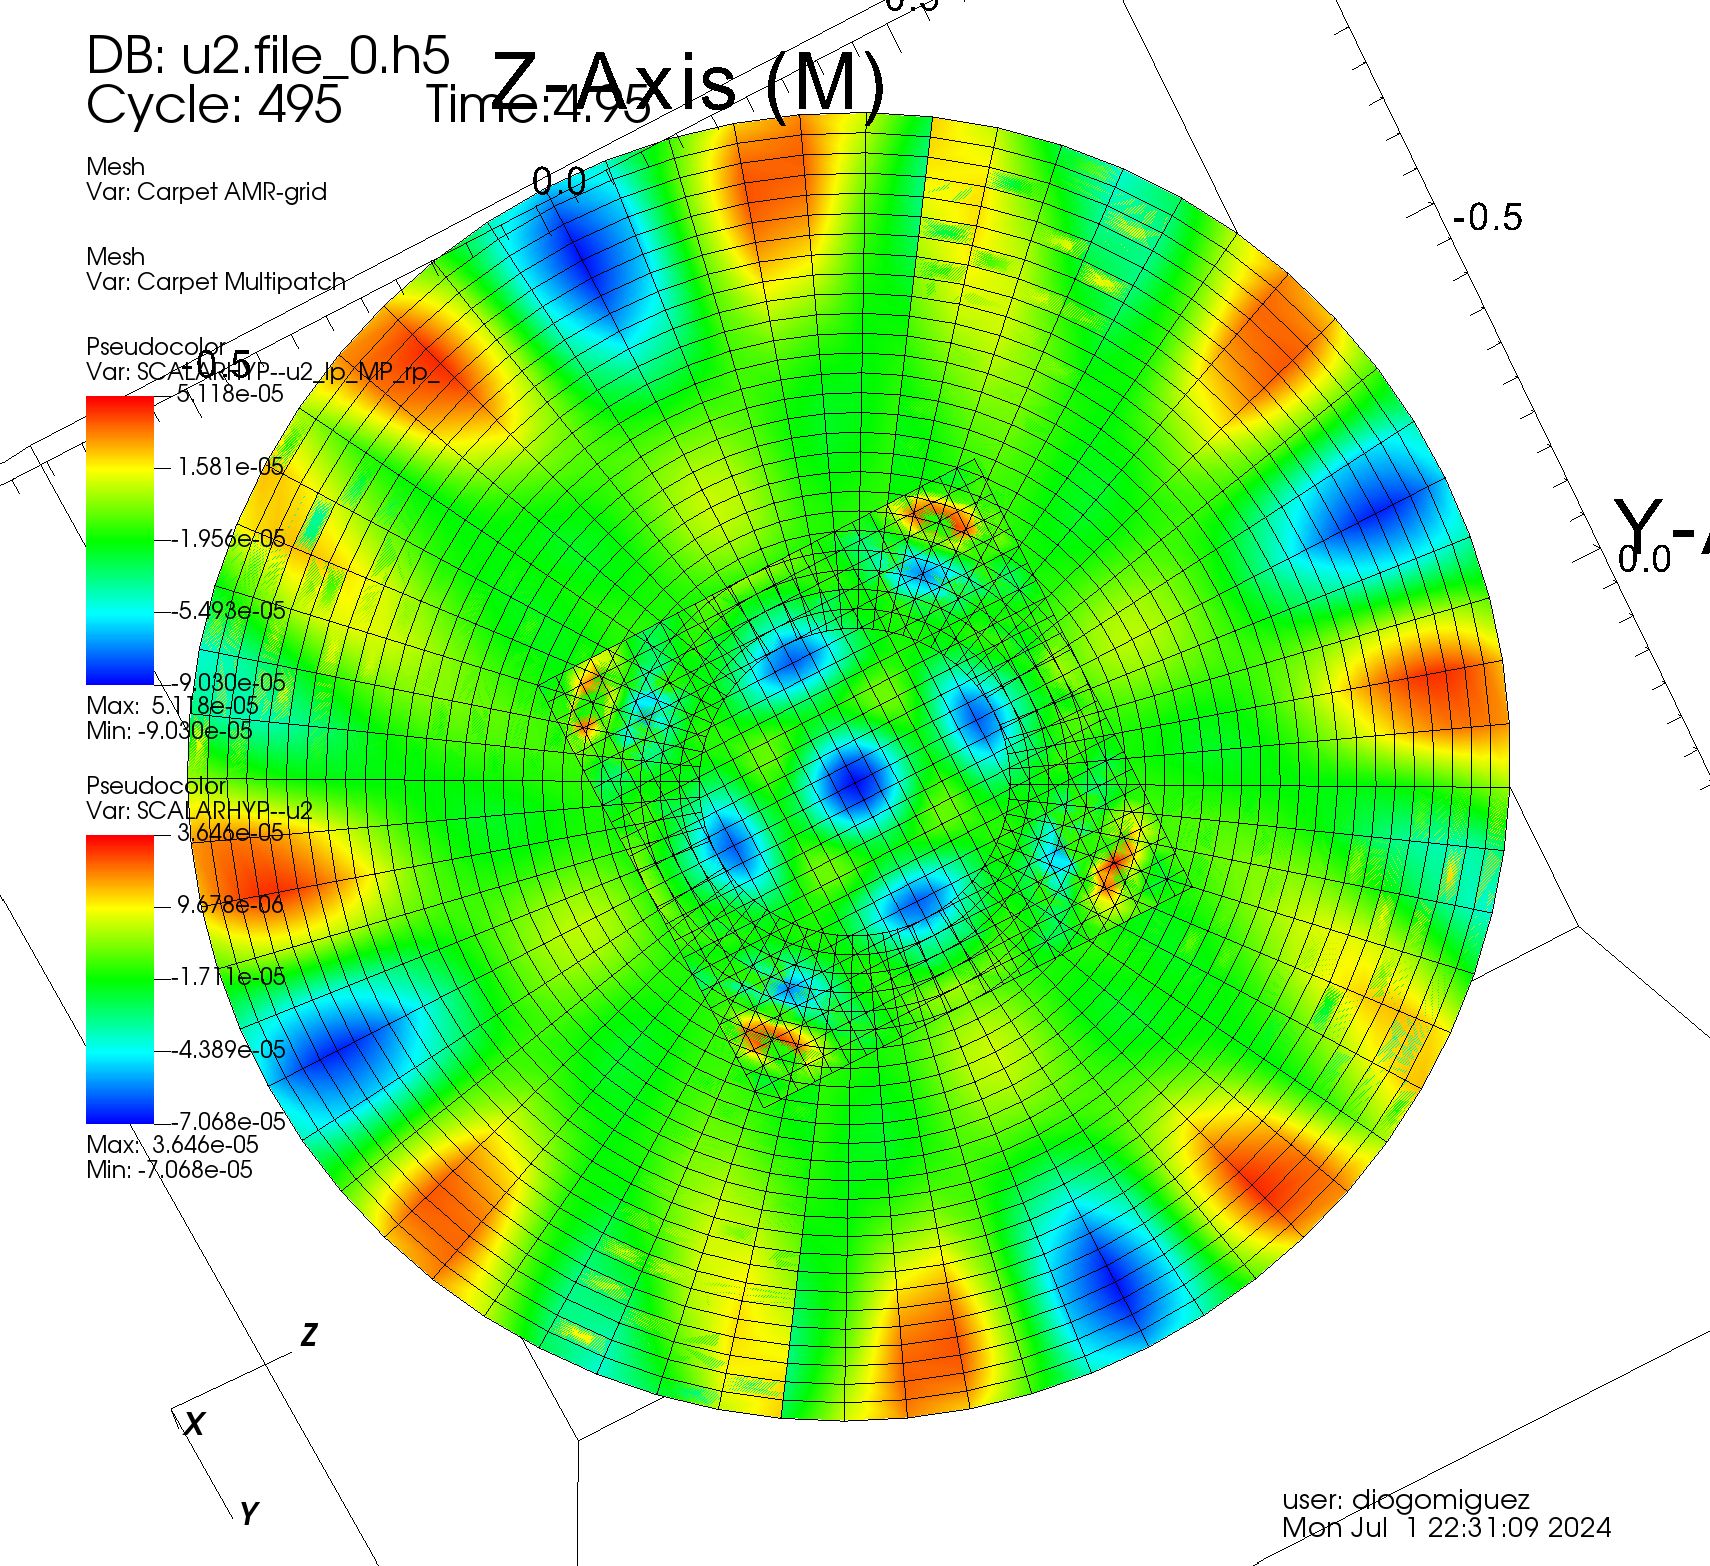 DB: u2.file_0.h5
Cycle: 495 Time:4.95
Z-Axis (M)
0.5
0.0
-0.5
Mesh
Var: Carpet AMR-grid
Mesh
Var: Carpet Multipatch
Pseudocolor
Var: SCALARHYP--u2_lp_MP_rp_
5.118e-05
1.581e-05
-1.956e-05
-5.493e-05
-9.030e-05
Max: 5.118e-05
Min: -9.030e-05
Pseudocolor
Var: SCALARHYP--u2
3.646e-05
9.678e-06
-1.711e-05
-4.389e-05
-7.068e-05
Max: 3.646e-05
Min: -7.068e-05
-0.5
Y-A
0.0
Z
X
Y
user: diogomiguez
Mon Jul 1 22:31:09 2024